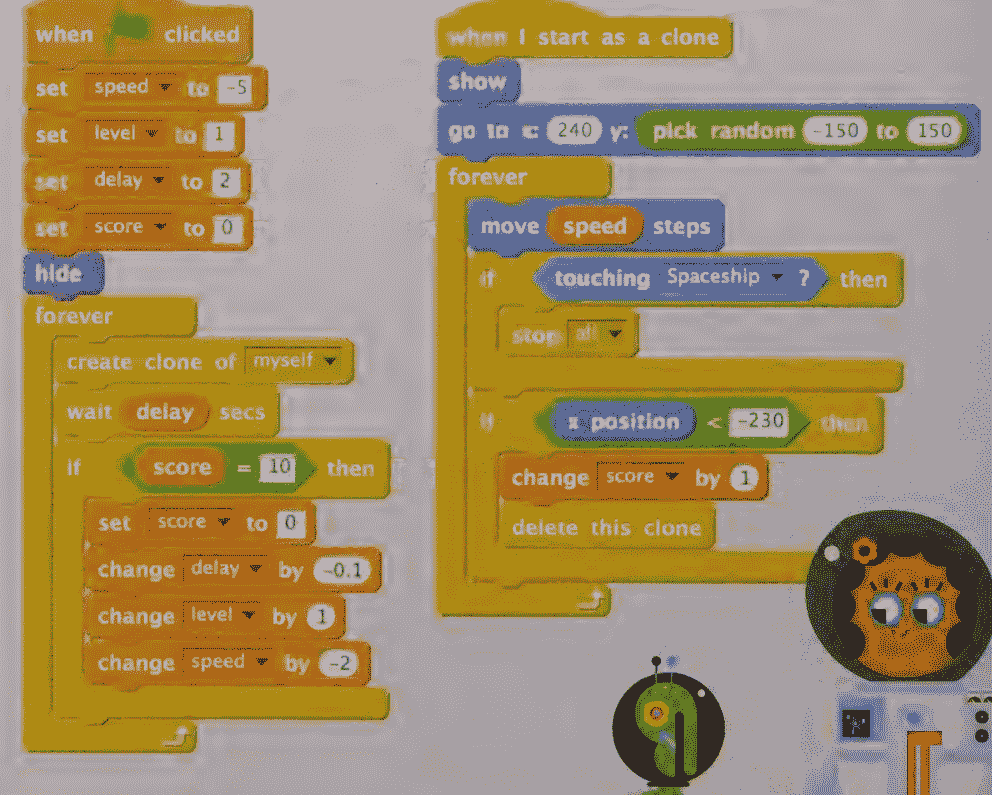 when clicked
set speed to -5
set level to 1
set delay to 2
set score to 0
hide
forever
create clone of myself
wait delay secs
if score = 10 then
set score to 0
change delay by -0.1
change level by 1
change speed by -2
when I start as a clone
show
go to x: 240 y: pick random -150 to 150
forever
move speed steps
if touching Spaceship ? then
stop all
if x position < -230 then
change score by 1
delete this clone